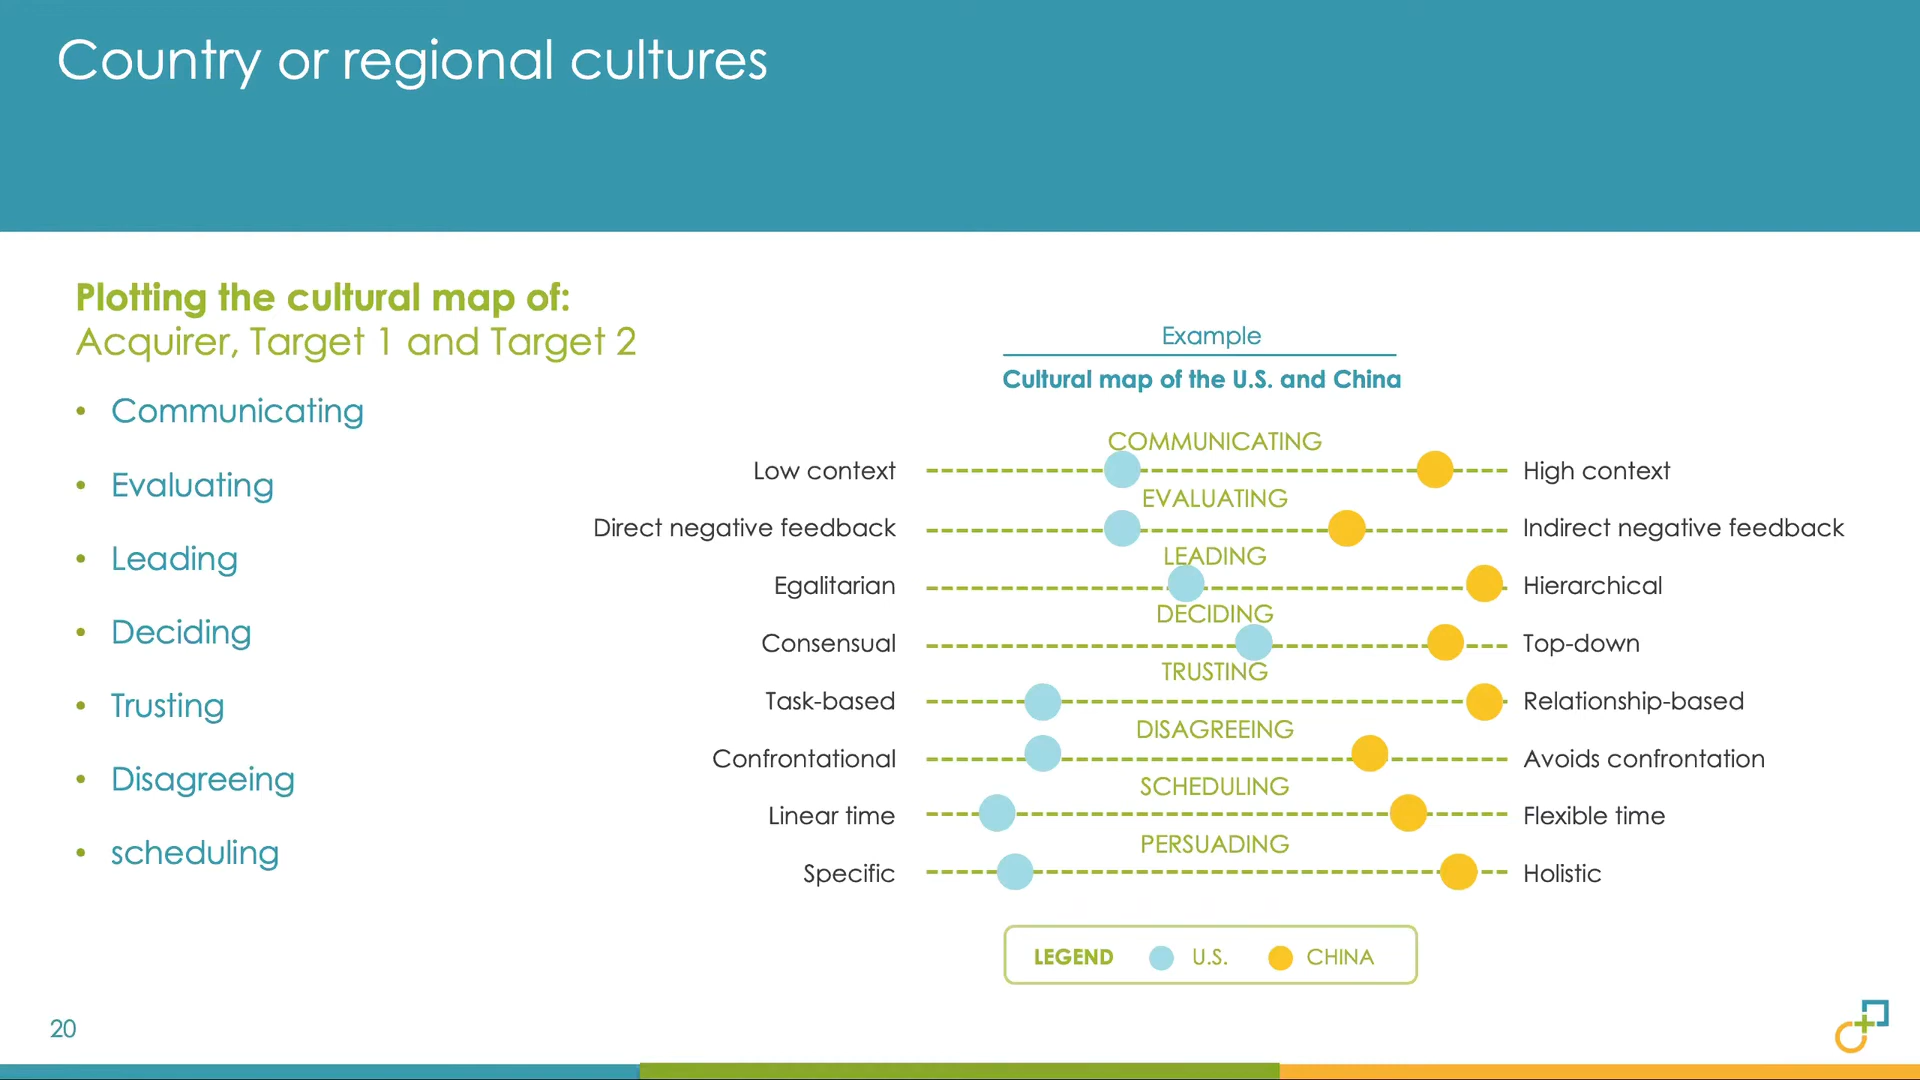 Country or regional cultures
Plotting the cultural map of:
Acquirer, Target 1 and Target 2
• Communicating
• Evaluating
• Leading
• Deciding
• Trusting
• Disagreeing
• scheduling
Example
Cultural map of the U.S. and China
COMMUNICATING
Low context High context
EVALUATING
Direct negative feedback Indirect negative feedback
LEADING
Egalitarian Hierarchical
DECIDING
Consensual Top-down
TRUSTING
Task-based Relationship-based
DISAGREEING
Confrontational Avoids confrontation
SCHEDULING
Linear time Flexible time
PERSUADING
Specific Holistic
LEGEND U.S. CHINA
20